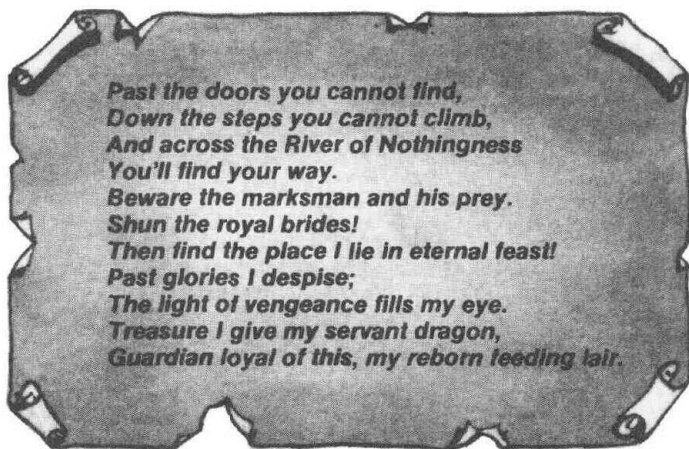 Past the doors you cannot find,
Down the steps you cannot climb,
And across the River of Nothingness
You'll find your way.
Beware the marksman and his prey.
Shun the royal brides!
Then find the place I lie in eternal feast!
Past glories I despise;
The light of vengeance fills my eye.
Treasure I give my servant dragon,
Guardian loyal of this, my reborn feeding lair.